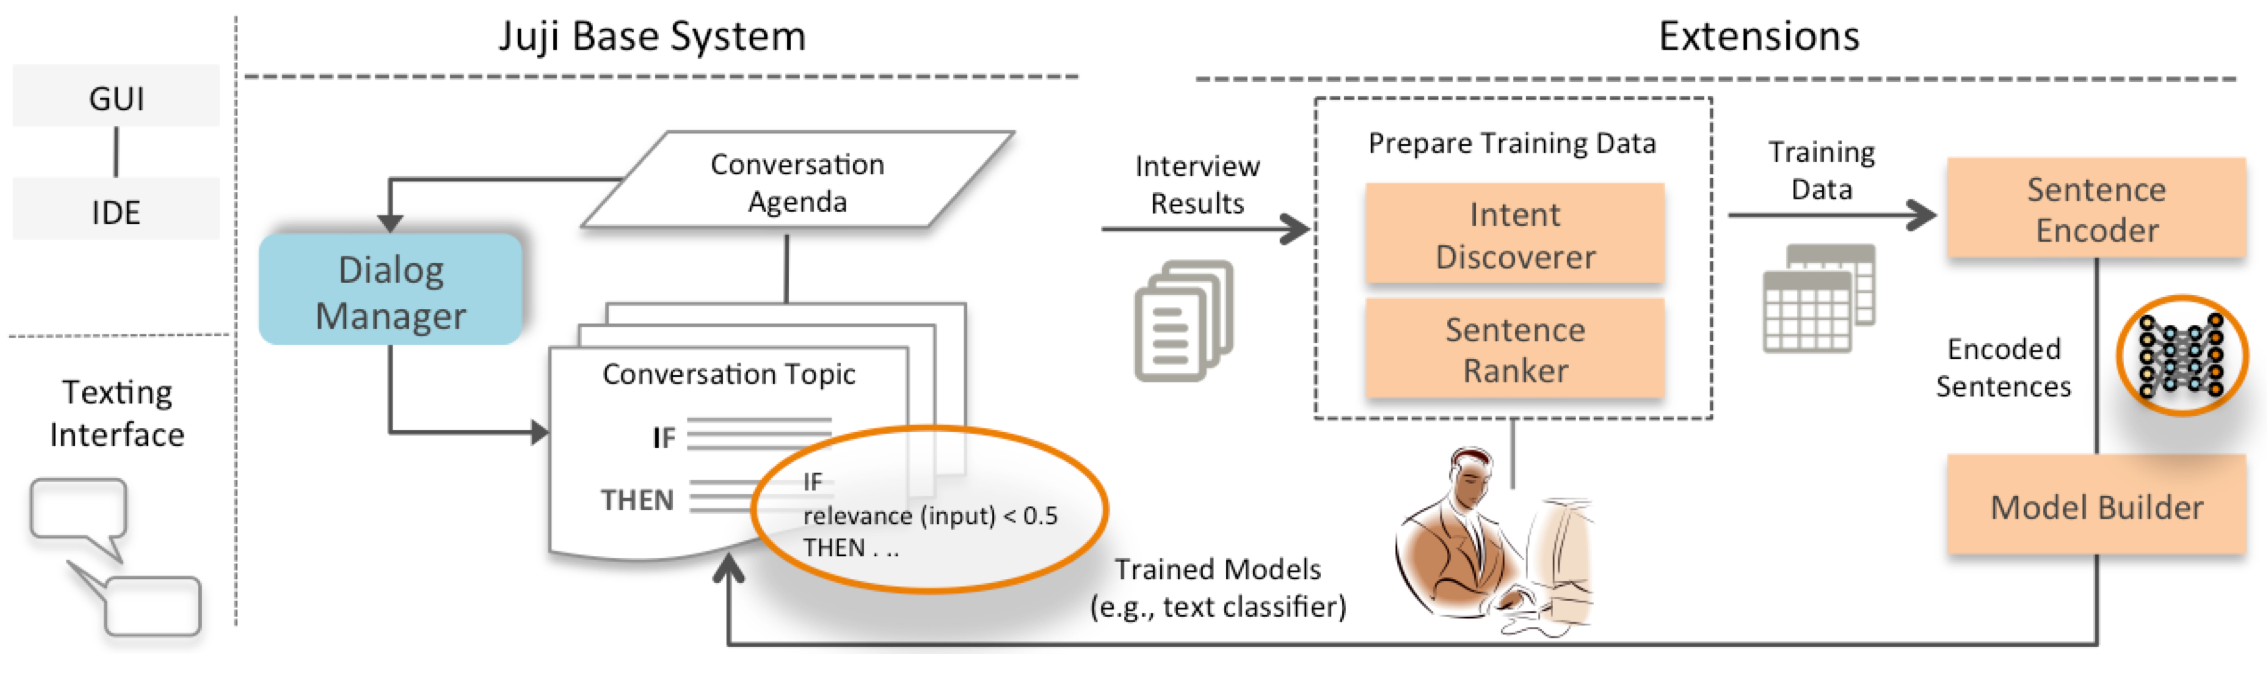 Juji Base System
Extensions
GUI
IDE
Texting
Interface
Conversation
Agenda
Dialog
Manager
Conversation Topic
IF
THEN
IF
relevance (input) < 0.5
THEN . ..
Interview
Results
Prepare Training Data
Intent
Discoverer
Sentence
Ranker
Training
Data
Sentence
Encoder
Encoded
Sentences
Model Builder
Trained Models
(e.g., text classifier)